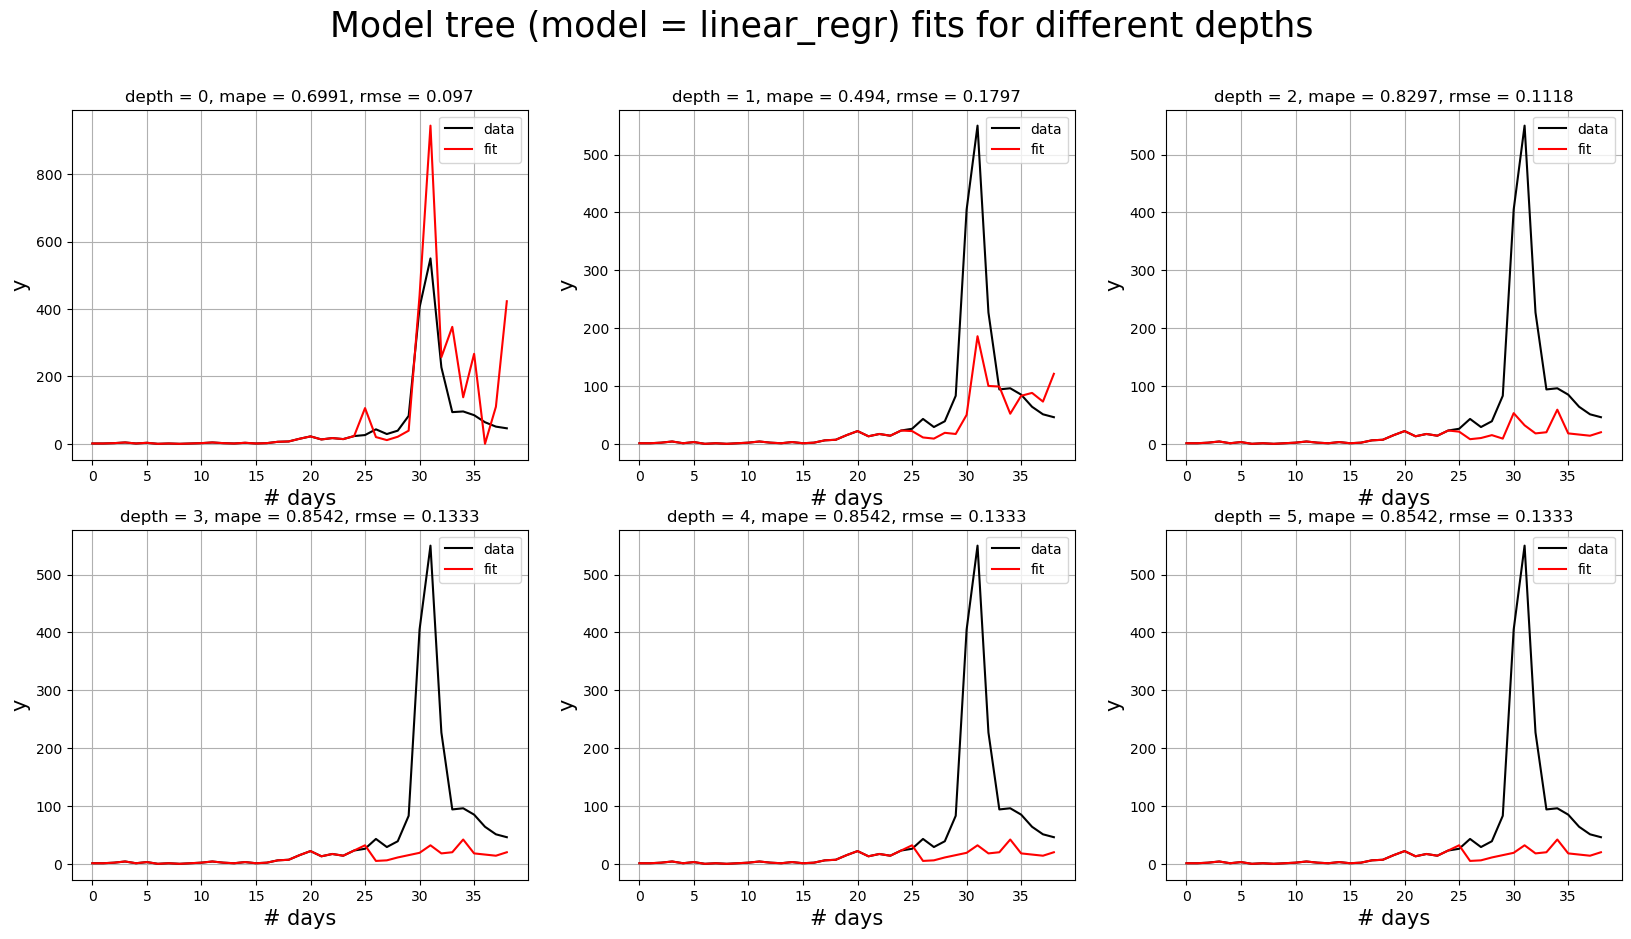 Model tree (model = linear_regr) fits for different depths
depth = 0, mape = 0.6991, rmse = 0.097
data
fit
800
600
400
200
0
y
0 5 10 15 20 25 30 35
# days
depth = 1, mape = 0.494, rmse = 0.1797
data
fit
500
400
300
200
100
0
y
0 5 10 15 20 25 30 35
# days
depth = 2, mape = 0.8297, rmse = 0.1118
data
fit
500
400
300
200
100
0
y
0 5 10 15 20 25 30 35
# days
depth = 3, mape = 0.8542, rmse = 0.1333
data
fit
500
400
300
200
100
0
y
0 5 10 15 20 25 30 35
# days
depth = 4, mape = 0.8542, rmse = 0.1333
data
fit
500
400
300
200
100
0
y
0 5 10 15 20 25 30 35
# days
depth = 5, mape = 0.8542, rmse = 0.1333
data
fit
500
400
300
200
100
0
y
0 5 10 15 20 25 30 35
# days